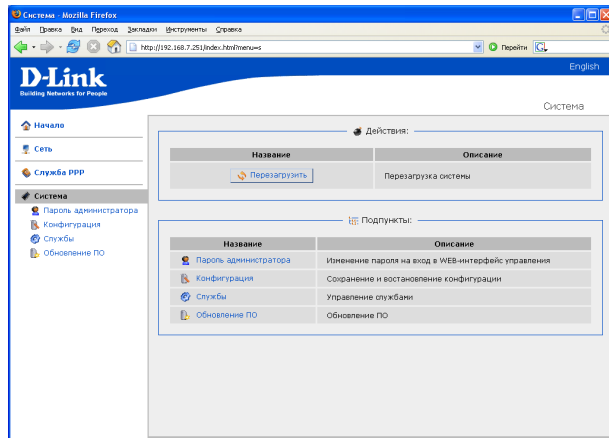 Система - Mozilla Firefox
Файл Правка Вид Переход Закладки Инструменты Справка
http://192.168.7.251/index.html?menu=s
Перейти
English
D-Link
Building Networks for People
Система
Начало
Сеть
Служба PPP
Система
Пароль администратора
Конфигурация
Службы
Обновление ПО
Действия:
Название Описание
Перезагрузить Перезагрузка системы
Подпункты:
Название Описание
Пароль администратора Изменение пароля на вход в WEB-интерфейс управления
Конфигурация Сохранение и востановление конфигурации
Службы Управление службами
Обновление ПО Обновление ПО